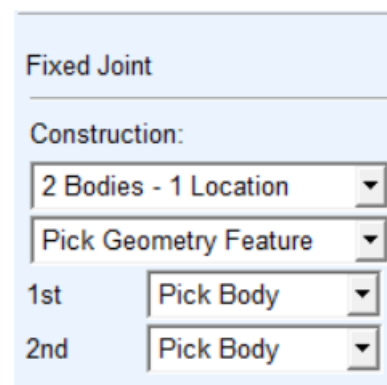 Fixed Joint
Construction:
2 Bodies - 1 Location
Pick Geometry Feature
1st Pick Body
2nd Pick Body